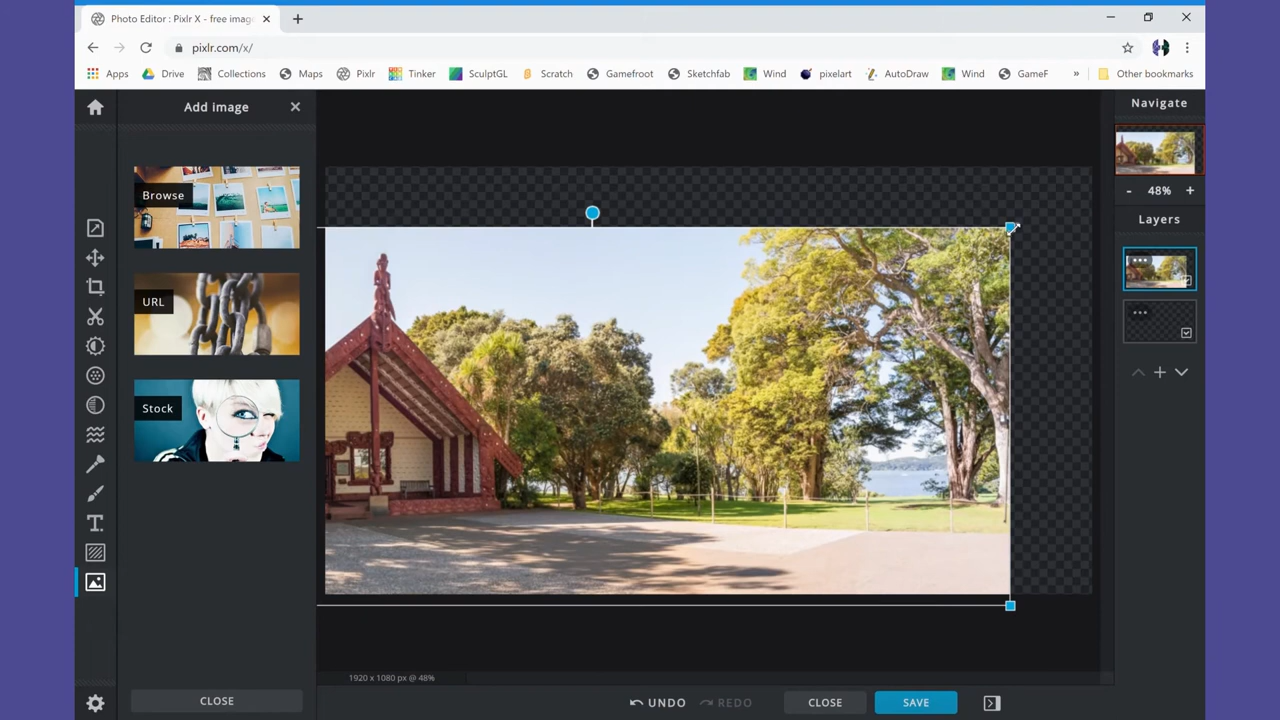 Photo Editor : Pixlr X - free imag
pixlr.com/x/
Apps Drive Collections Maps Pixlr Tinker SculptGL Scratch Gamefroot Sketchfab Wind pixelart AutoDraw Wind GameF » Other bookmarks
Add image
Navigate
Browse
48%
Layers
URL
Stock
1920 x 1080 px @ 48%
CLOSE
UNDO REDO CLOSE SAVE